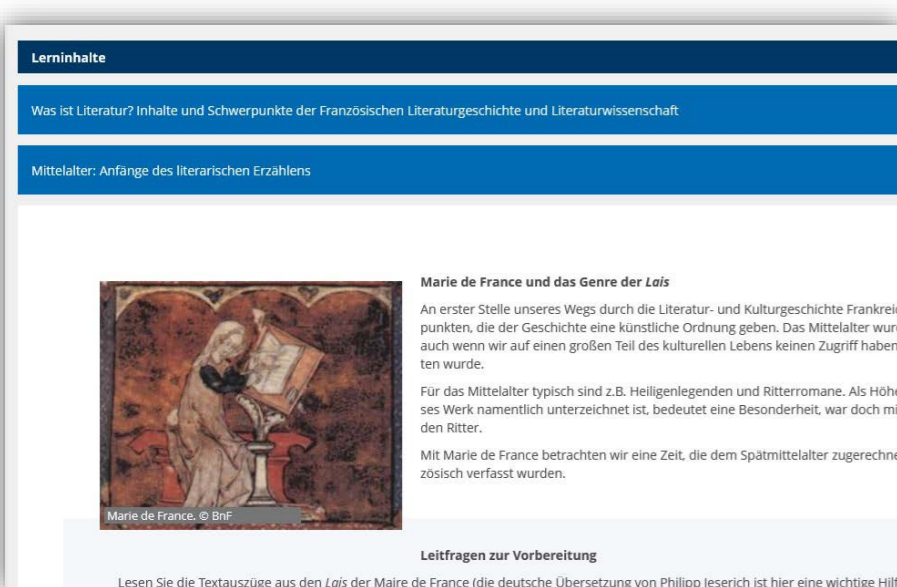 Lerninhalte
Was ist Literatur? Inhalte und Schwerpunkte der Französischen Literaturgeschichte und Literaturwissenschaft
Mittelalter: Anfänge des literarischen Erzählens
Marie de France und das Genre der Lais
An erster Stelle unseres Wegs durch die Literatur- und Kulturgeschichte Frankreic
punkten, die der Geschichte eine künstliche Ordnung geben. Das Mittelalter wur
auch wenn wir auf einen großen Teil des kulturellen Lebens keinen Zugriff haben
ten wurde.
Für das Mittelalter typisch sind z.B. Heiligenlegenden und Ritterromane. Als Höhe
ses Werk namentlich unterzeichnet ist, bedeutet eine Besonderheit, war doch mi
den Ritter.
Mit Marie de France betrachten wir eine Zeit, die dem Spätmittelalter zugerechne
zösisch verfasst wurden.
Marie de France. © BnF
Leitfragen zur Vorbereitung
Lesen Sie die Textauszüge aus den Lais der Maire de France (die deutsche Übersetzung von Philipp Jeserich ist hier eine wichtige Hilf